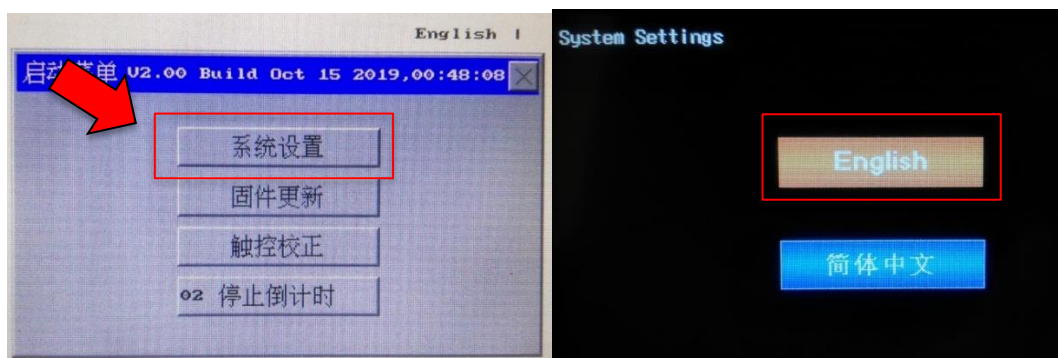 English |
启动菜单 V2.00 Build Oct 15 2019,00:48:08
系统设置
固件更新
触控校正
02 停止倒计时
System Settings
English
简体中文